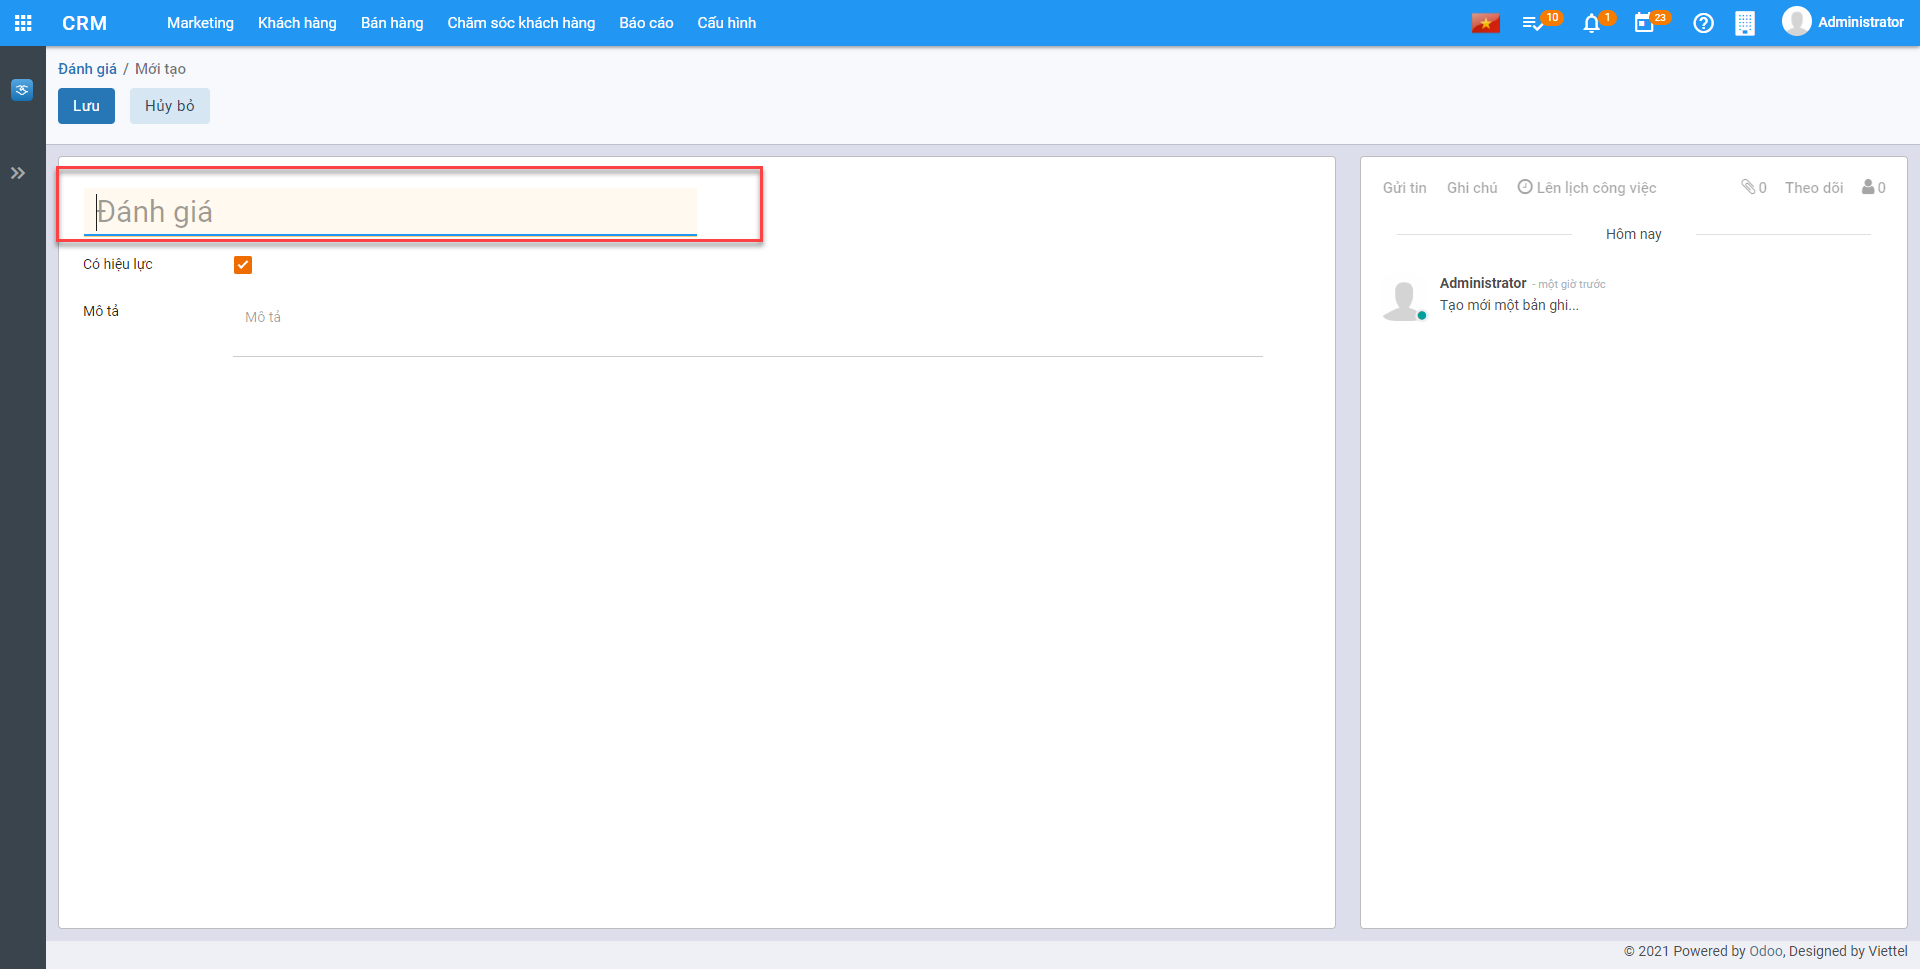 CRM Marketing Khách hàng Bán hàng Chăm sóc khách hàng Báo cáo Cấu hình 10 1 23 Administrator
Đánh giá / Mới tạo
Lưu Hủy bỏ
Đánh giá
Có hiệu lực
Mô tả Mô tả
Gửi tin Ghi chú Lên lịch công việc 0 Theo dõi 0
Hôm nay
Administrator - một giờ trước
Tạo mới một bản ghi...
© 2021 Powered by Odoo, Designed by Viettel